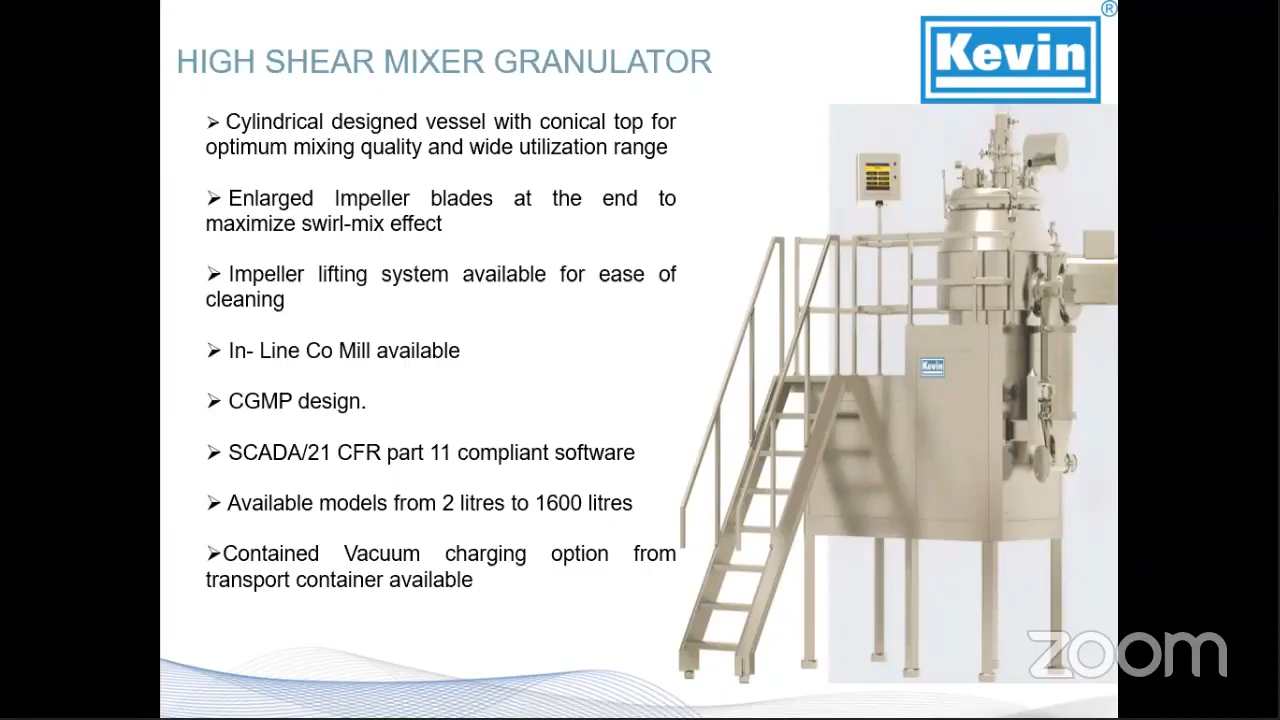 ®
Kevin
HIGH SHEAR MIXER GRANULATOR
➢ Cylindrical designed vessel with conical top for
optimum mixing quality and wide utilization range
➢ Enlarged Impeller blades at the end to
maximize swirl-mix effect
➢ Impeller lifting system available for ease of
cleaning
➢ In- Line Co Mill available
➢ CGMP design.
➢ SCADA/21 CFR part 11 compliant software
➢ Available models from 2 litres to 1600 litres
➢Contained Vacuum charging option from
transport container available
Kevin
zoom